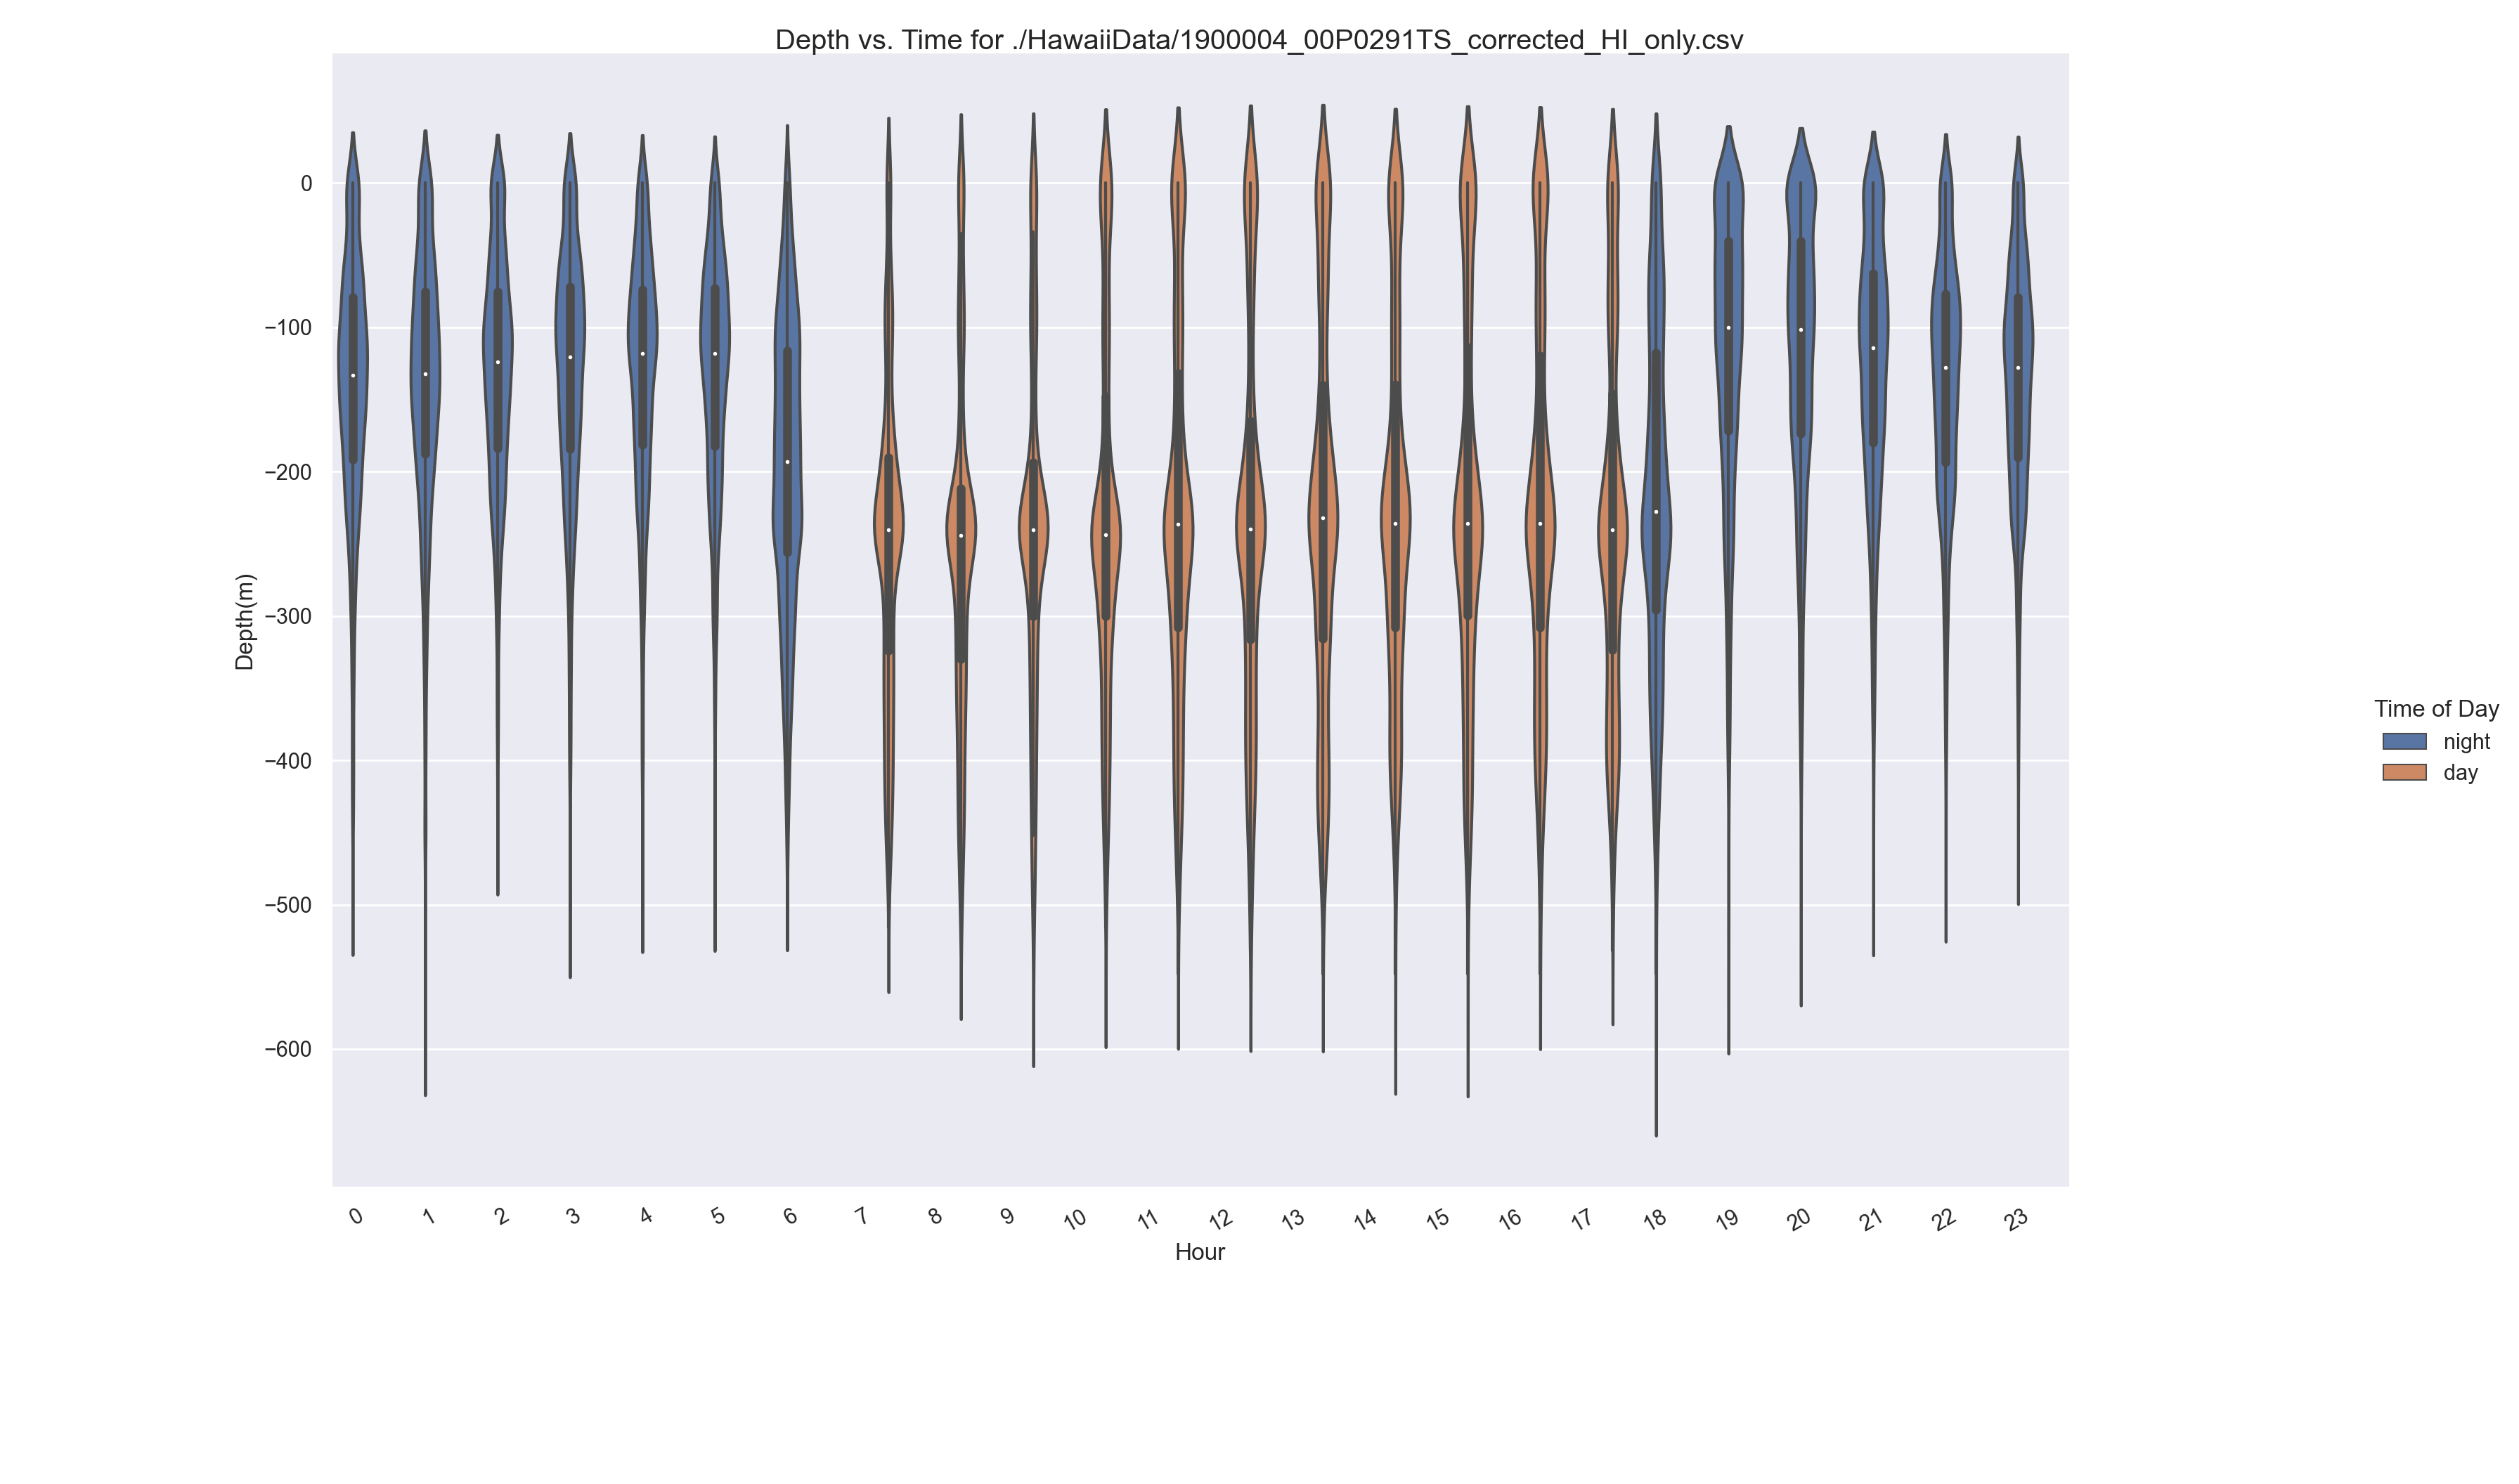 Depth vs. Time for ./HawaiiData/1900004_00P0291TS_corrected_HI_only.csv
0
−100
−200
−300
−400
−500
−600
Depth(m)
0 1 2 3 4 5 6 7 8 9 10 11 12 13 14 15 16 17 18 19 20 21 22 23
Hour
Time of Day
night
day